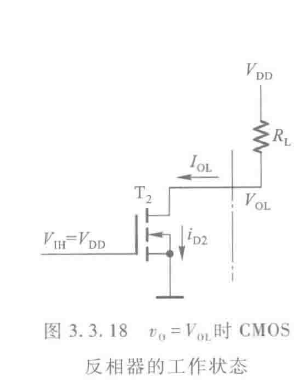 V_DD
R_L
I_OL
T_2
V_OL
V_IH=V_DD
i_D2
图 3.3.18 v_O = V_OL时 CMOS
反相器的工作状态